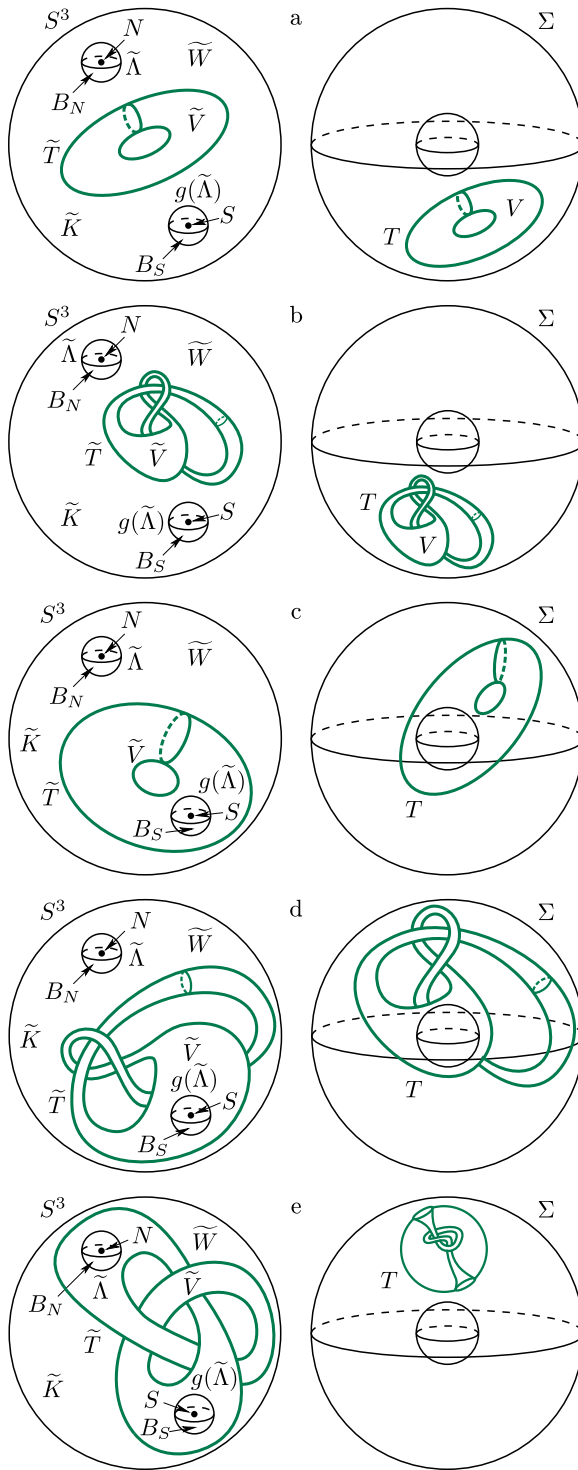 S³ N a Σ
Λ̃ W̃
B_N
Ṽ
T̃
g(Λ̃) V
S T
K̃
B_S
S³ N b Σ
Λ̃ W̃
B_N
T̃ Ṽ T
K̃ g(Λ̃) S V
B_S
S³ N c Σ
Λ̃ W̃
B_N
K̃ Ṽ
T̃ g(Λ̃)
S
B_S T
S³ N d Σ
Λ̃ W̃
B_N
K̃ Ṽ
T̃ g(Λ̃)
S T
B_S
S³ N e Σ
W̃
B_N Λ̃ Ṽ T
T̃
K̃ g(Λ̃)
S
B_S